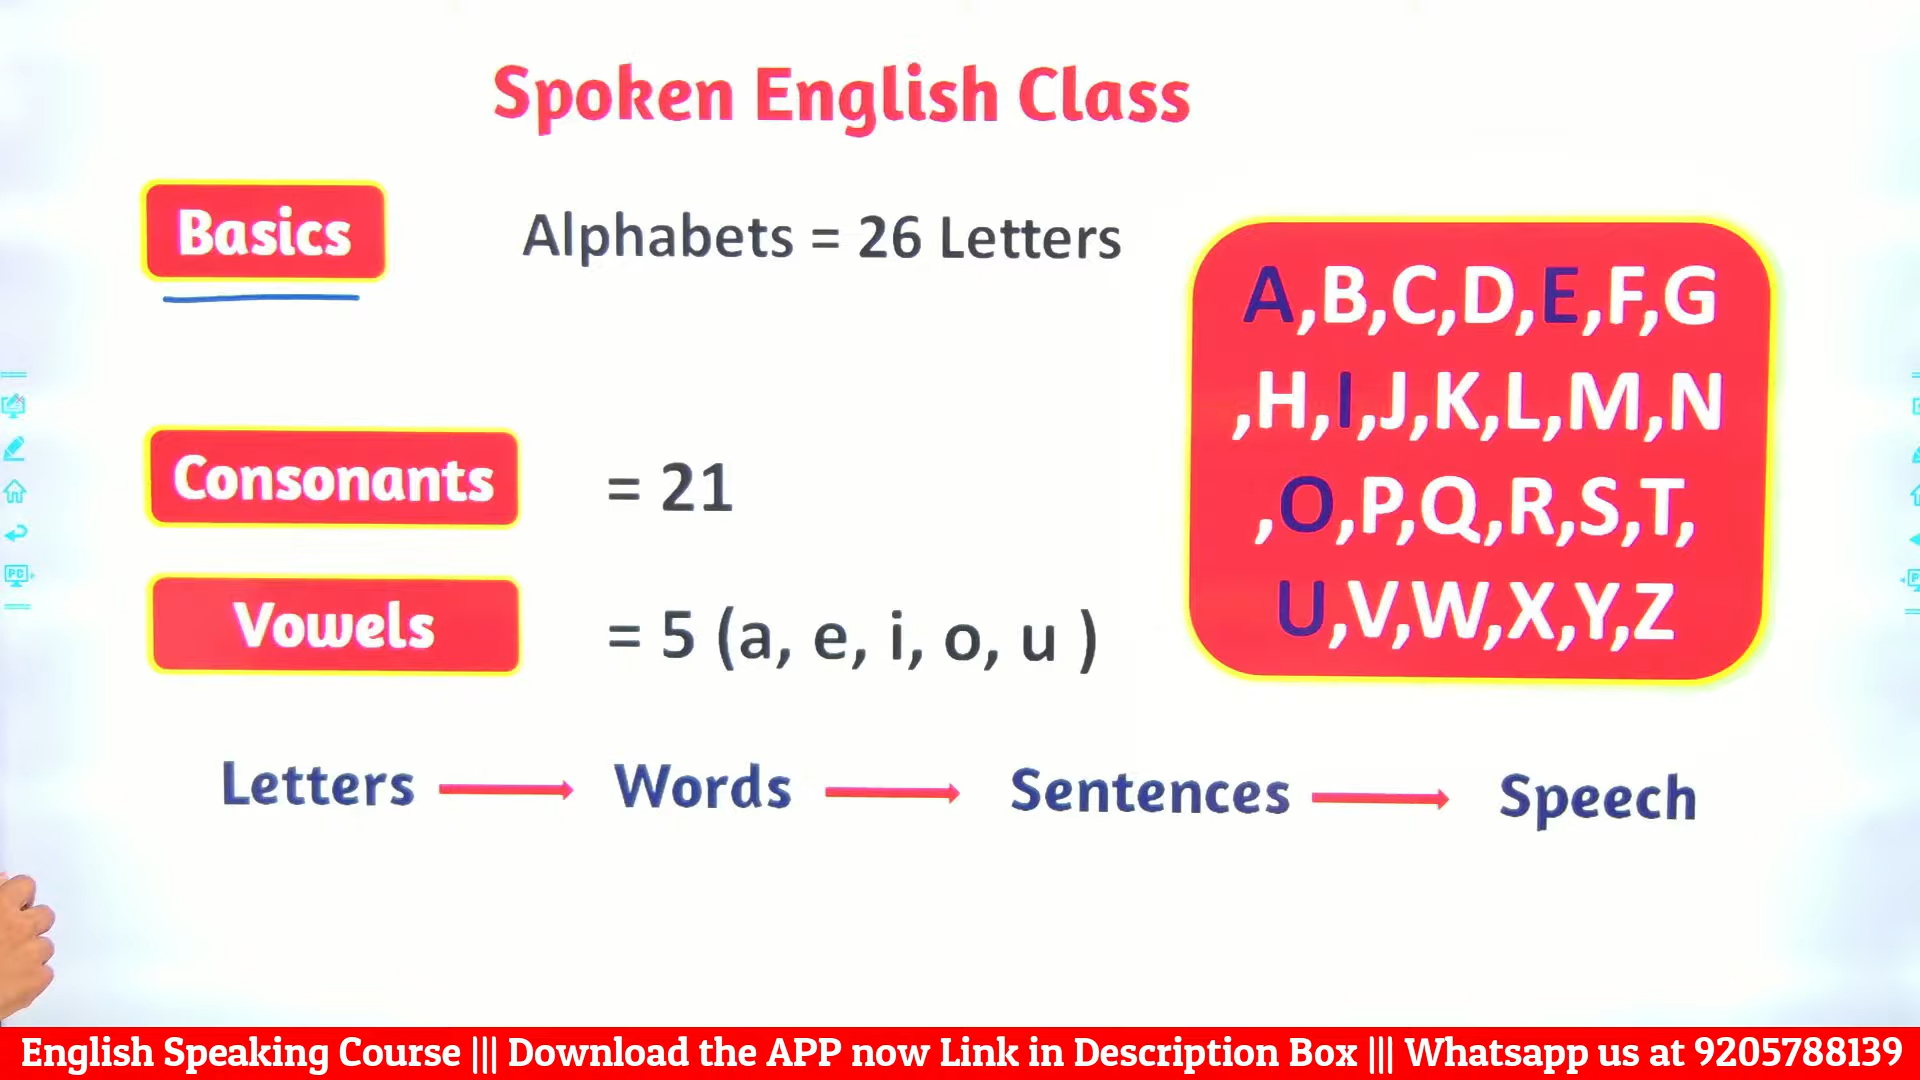 Spoken English Class
Basics
Alphabets = 26 Letters
A,B,C,D,E,F,G
,H,I,J,K,L,M,N
,O,P,Q,R,S,T,
U,V,W,X,Y,Z
Consonants = 21
Vowels = 5 (a, e, i, o, u )
Letters Words Sentences Speech
PC
English Speaking Course ||| Download the APP now Link in Description Box ||| Whatsapp us at 9205788139